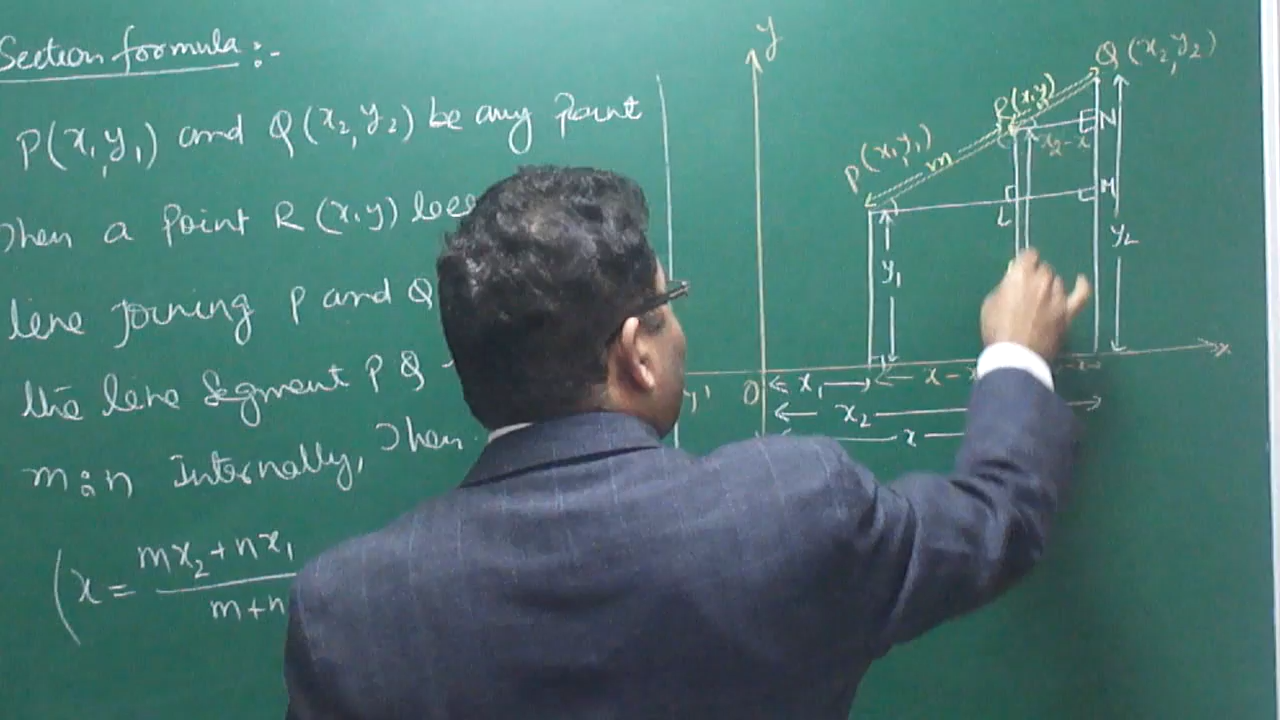 Section formula :-
P(x₁,y₁) and Q(x₂,y₂) be any point
Then a Point R(x,y)
line joining P and Q
the line Segment PQ
m:n Internally, Then
(x = mx₂+nx₁
m+n
y
Q(x₂,y₂)
R(x,y)
P(x₁,y₁)
m
N
x₂-x
L
M
y₁
y₂
x
O
x₁
x-x
x₂
x